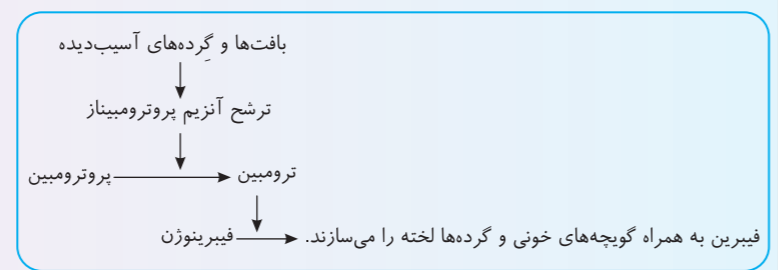 بافت‌ها و گِرده‌های آسیب‌دیده
ترشح آنزیم پروترومبیناز
پروترومبین ترومبین
فیبرینوژن فیبرین به همراه گویچه‌های خونی و گرده‌ها لخته را می‌سازند.